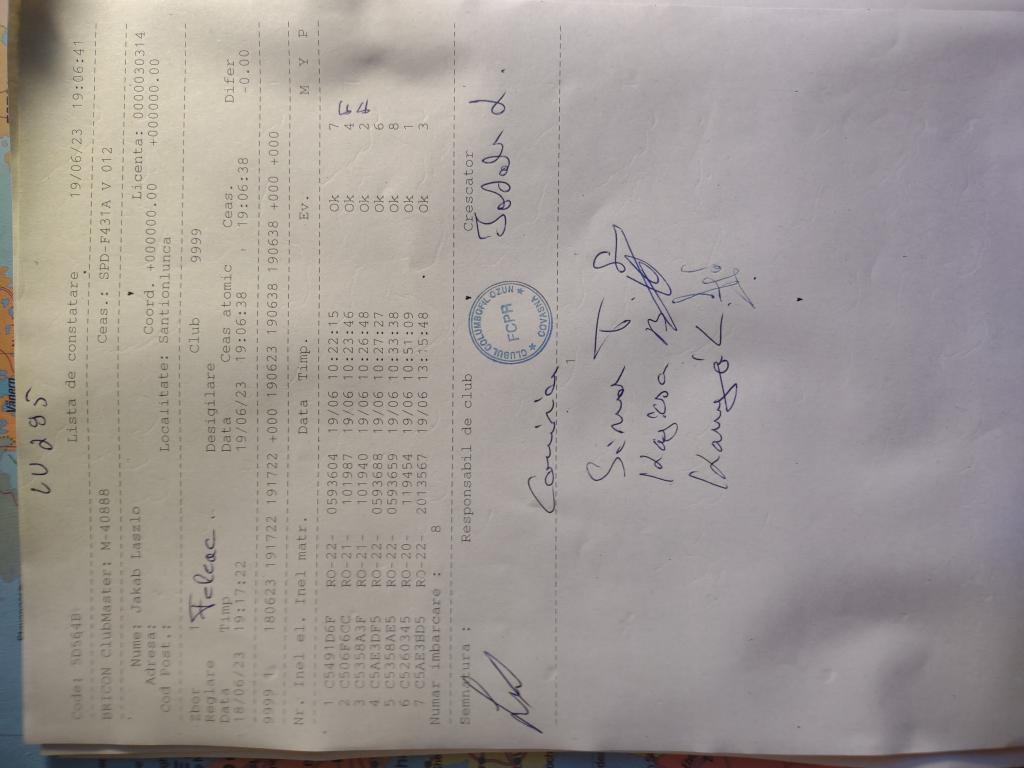 LU 295
Code: 5D564B Lista de constatare 19/06/23 19:06:41
BRICON ClubMaster: M-40888 Ceas.: SPD-F431A V 012
Nume: Jakab Laszlo Licenta: 0000030314
Adresa: Coord. +000000.00 +000000.00
Cod Post.: Localitate: Santionlunca
Zbor Feleac. Club 9999
Reglare Desigilare
Data Timp Data Ceas atomic Ceas. Difer
18/06/23 19:17:22 19/06/23 19:06:38 19:06:38 -0.00
9999 1 180623 191722 191722 +000 190623 190638 190638 +000 +000
Nr. Inel el. Inel matr. Data Timp. Ev. M Y P
1 C5491D6F RO-22- 0593604 19/06 10:22:15 Ok 7
2 C506F6CC RO-21- 101987 19/06 10:23:46 Ok 4
3 C5358A3F RO-21- 101940 19/06 10:26:48 Ok 2
4 C5AE3DF5 RO-22- 0593688 19/06 10:27:27 Ok 6
5 C5358AE5 RO-22- 0593659 19/06 10:33:38 Ok 8
6 C5260345 RO-20- 119454 19/06 10:51:09 Ok 1
7 C5AE3ED5 RO-22- 2013567 19/06 13:15:48 Ok 3
Numar imbarcare : 8
Semnatura : Responsabil de club Crescator
CLUBUL COLUMBOFIL OZUN
FCPR
COVASNA
1